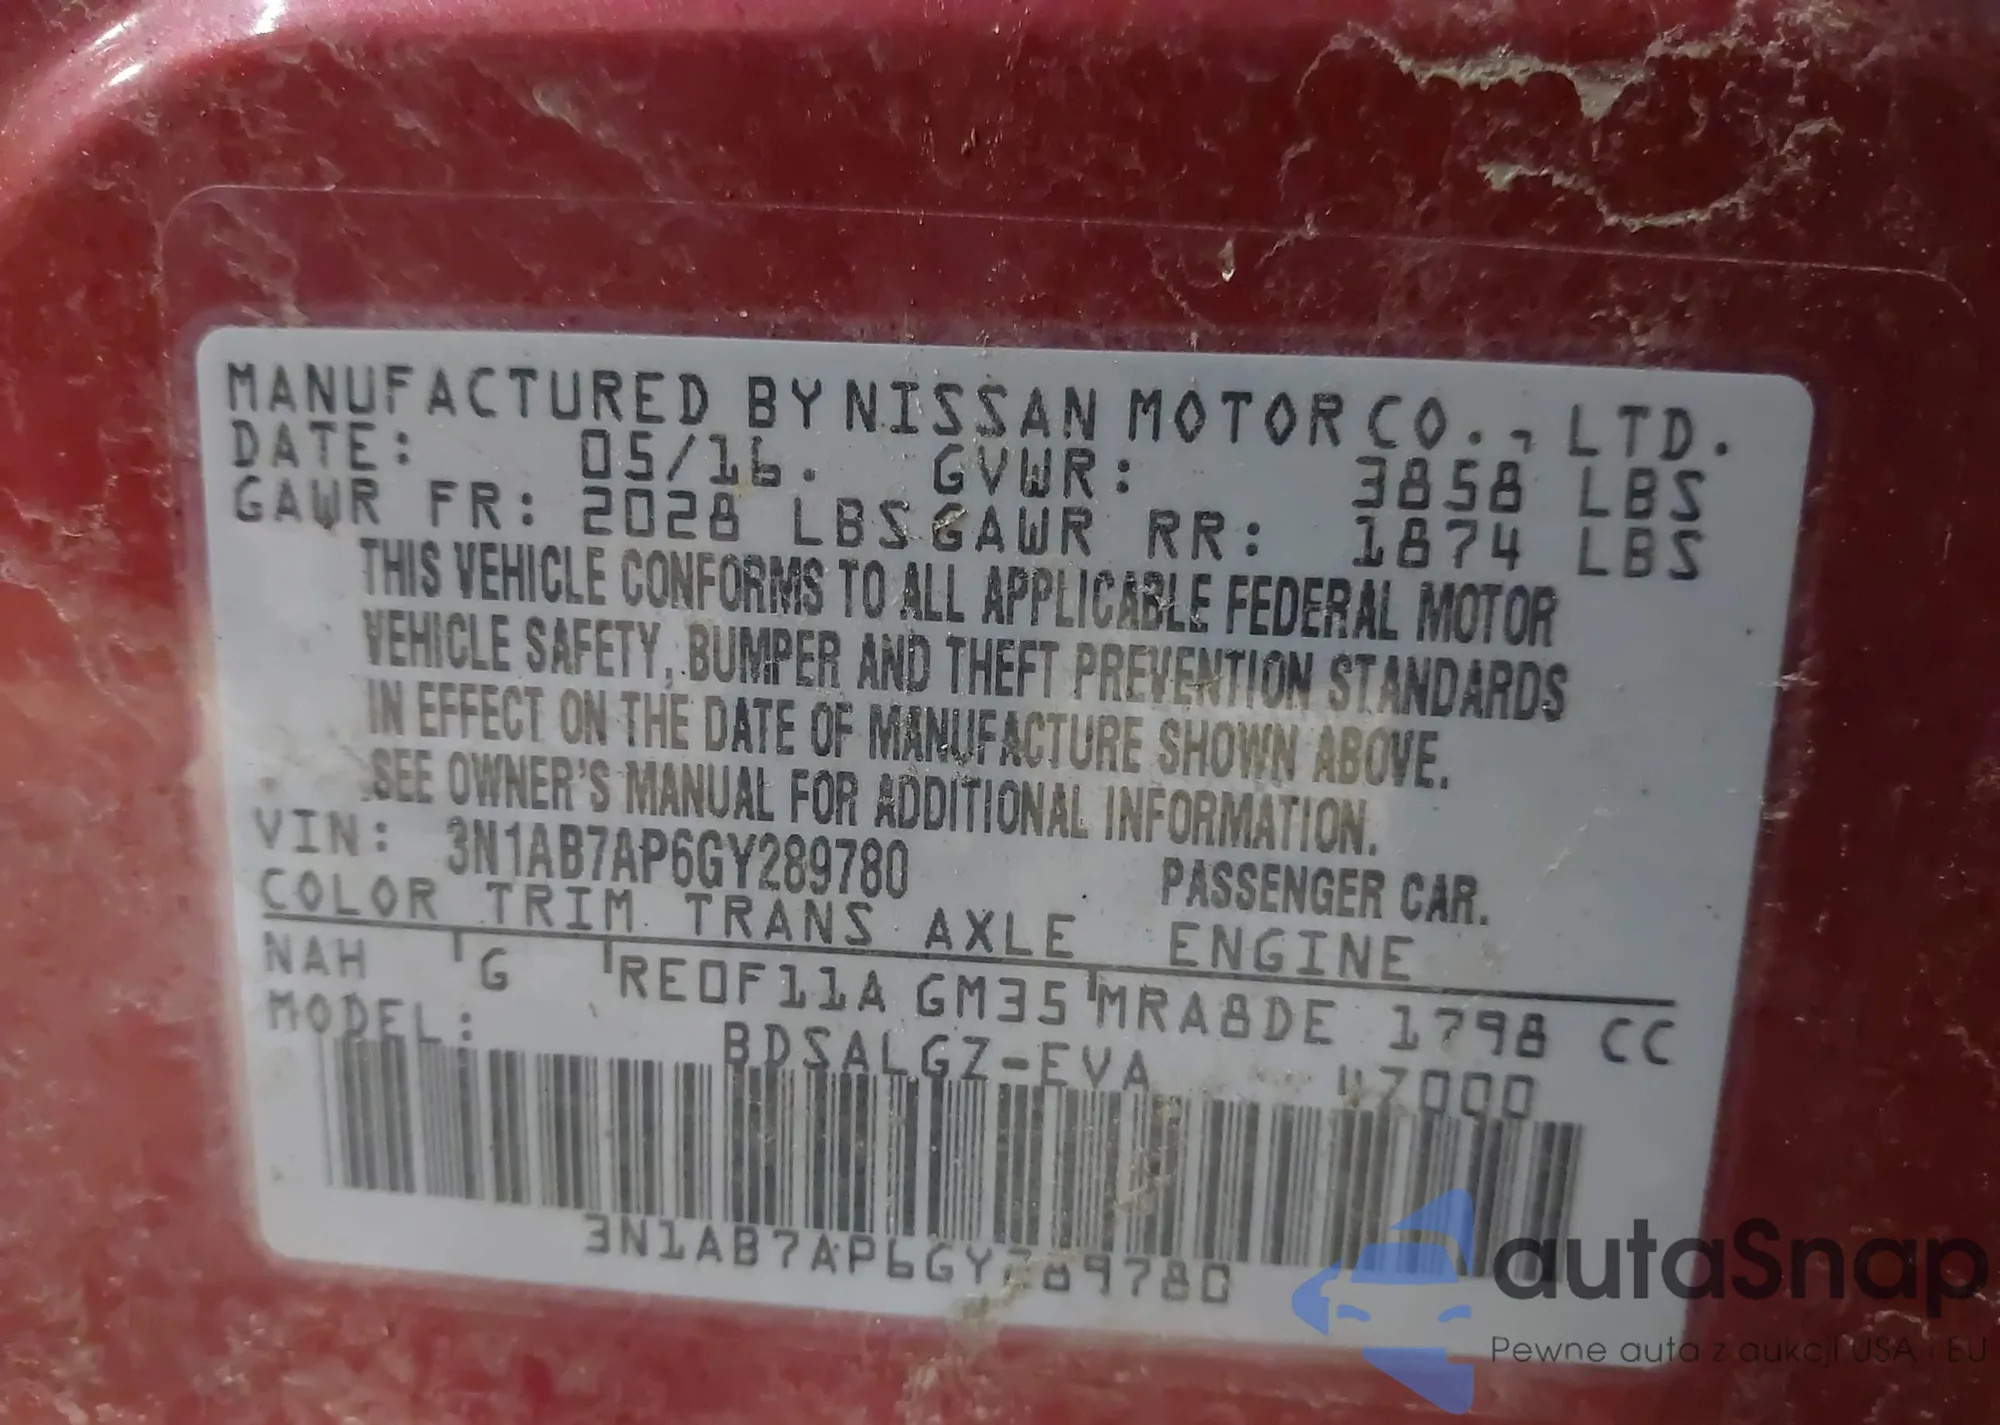 MANUFACTURED BY NISSAN MOTOR CO., LTD.
DATE: 05/16. GVWR: 3858 LBS
GAWR FR: 2028 LBS GAWR RR: 1874 LBS
THIS VEHICLE CONFORMS TO ALL APPLICABLE FEDERAL MOTOR
VEHICLE SAFETY, BUMPER AND THEFT PREVENTION STANDARDS
IN EFFECT ON THE DATE OF MANUFACTURE SHOWN ABOVE.
SEE OWNER'S MANUAL FOR ADDITIONAL INFORMATION.
VIN: 3N1AB7AP6GY289780 PASSENGER CAR.
COLOR TRIM TRANS AXLE ENGINE
NAH G RE0F11A GM35 MRA8DE 1798 CC
MODEL: BDSALGZ-EVA
3N1AB7AP6GY289780
autaSnap
Pewne auta z aukcji USA i EU